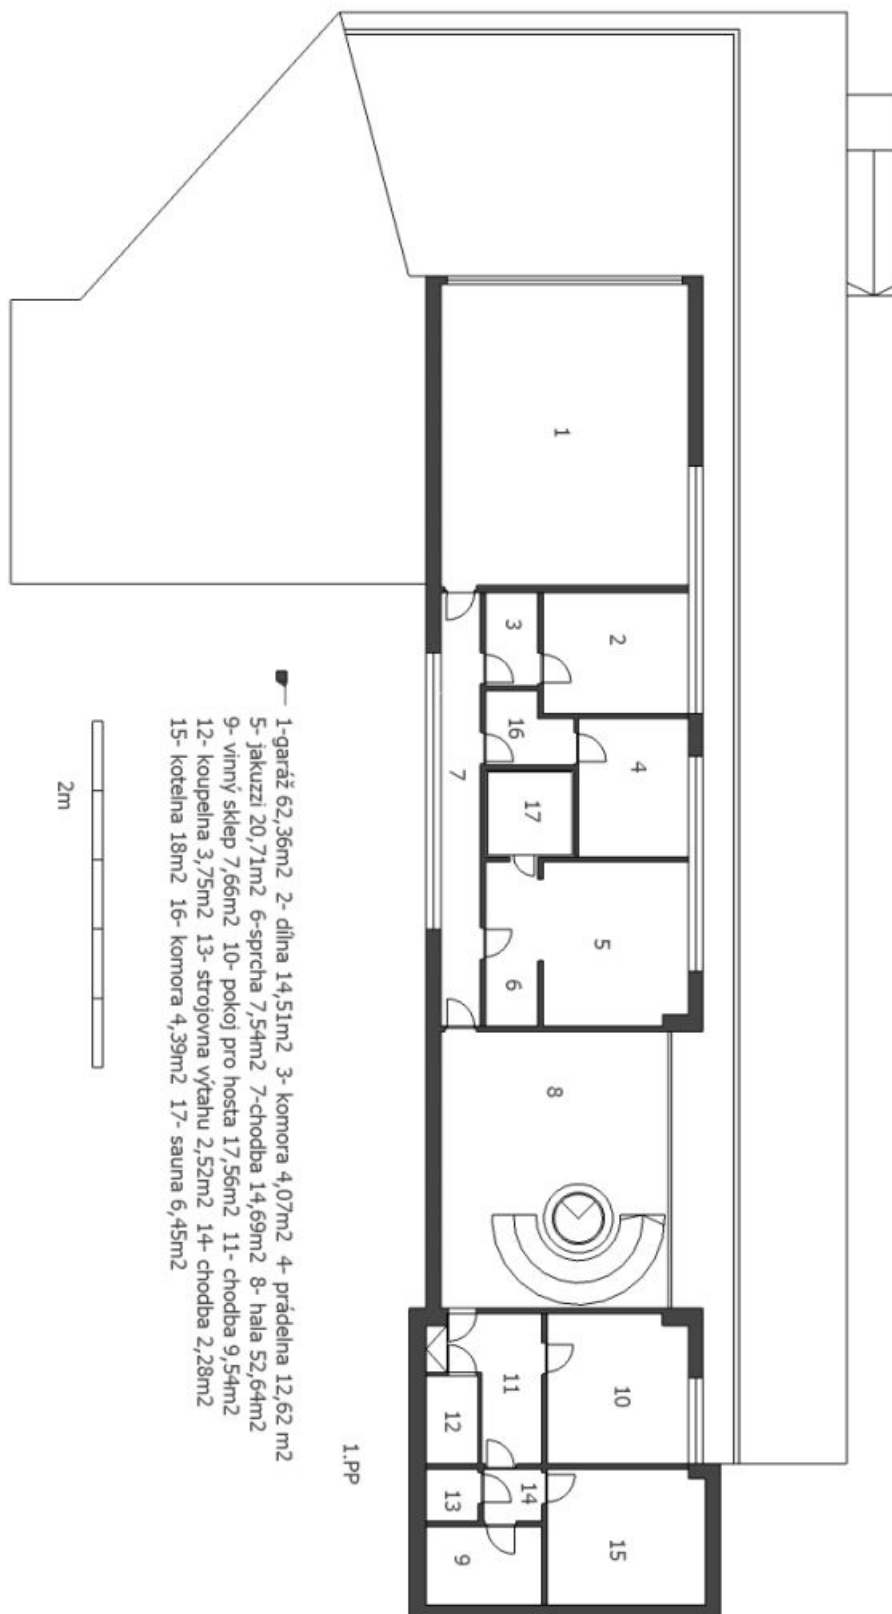 1
2
3
4
16
17
7
5
6
8
10
11
12
14
13
15
9
1.PP
1-garáž 62,36m2 2- dílna 14,51m2 3- komora 4,07m2 4- prádelna 12,62 m2
5- jakuzzi 20,71m2 6-sprcha 7,54m2 7-chodba 14,69m2 8- hala 52,64m2
9- vinný sklep 7,66m2 10- pokoj pro hosta 17,56m2 11- chodba 9,54m2
12- koupelna 3,75m2 13- strojovna výtahu 2,52m2 14- chodba 2,28m2
15- kotelna 18m2 16- komora 4,39m2 17- sauna 6,45m2
2m